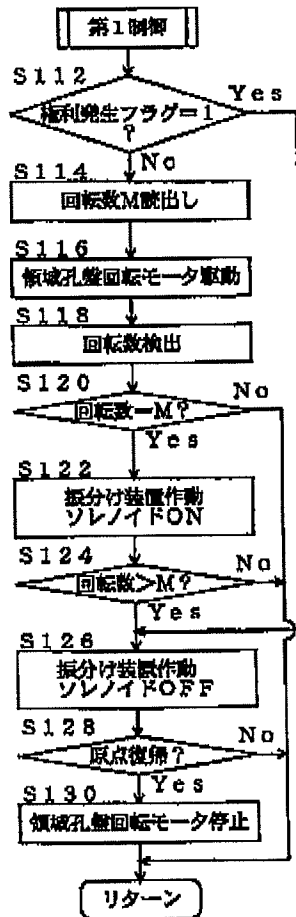 第1制御
S112
Yes
権利発生フラグ=1
?
No
S114
回転数M読出し
S116
領域孔盤回転モータ駆動
S118
回転数検出
S120
No
回転数=M?
Yes
S122
振分け装置作動
ソレノイドON
S124
No
回転数>M?
Yes
S126
振分け装置作動
ソレノイドOFF
S128
No
原点復帰?
Yes
S130
領域孔盤回転モータ停止
リターン